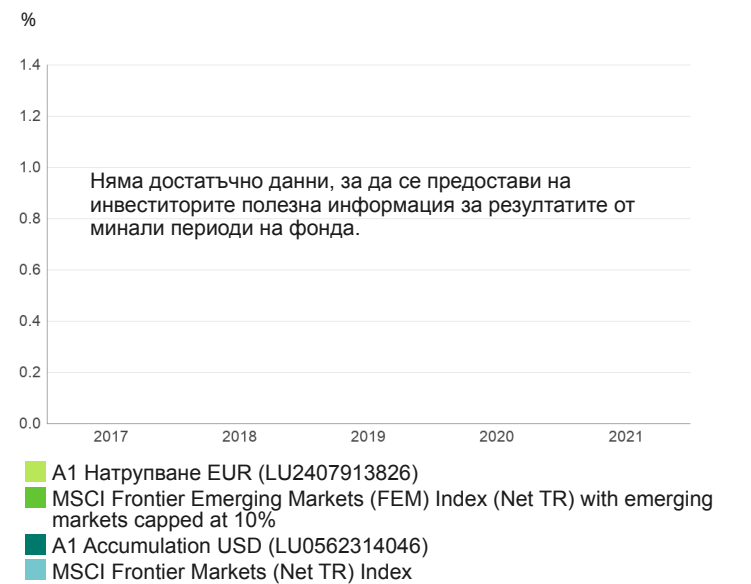 %
1.4
1.2
1.0
Няма достатъчно данни, за да се предостави на
инвеститорите полезна информация за резултатите от
минали периоди на фонда.
0.8
0.6
0.4
0.2
0.0
2017 2018 2019 2020 2021
A1 Натрупване EUR (LU2407913826)
MSCI Frontier Emerging Markets (FEM) Index (Net TR) with emerging
markets capped at 10%
A1 Accumulation USD (LU0562314046)
MSCI Frontier Markets (Net TR) Index